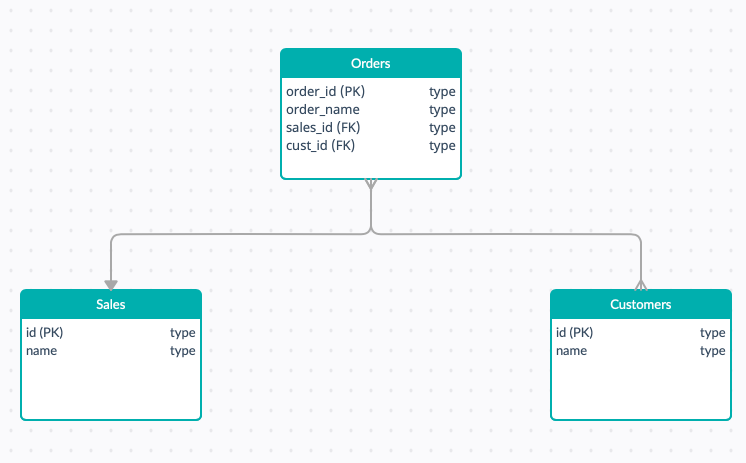 Orders
order_id (PK) type
order_name type
sales_id (FK) type
cust_id (FK) type
Sales
id (PK) type
name type
Customers
id (PK) type
name type